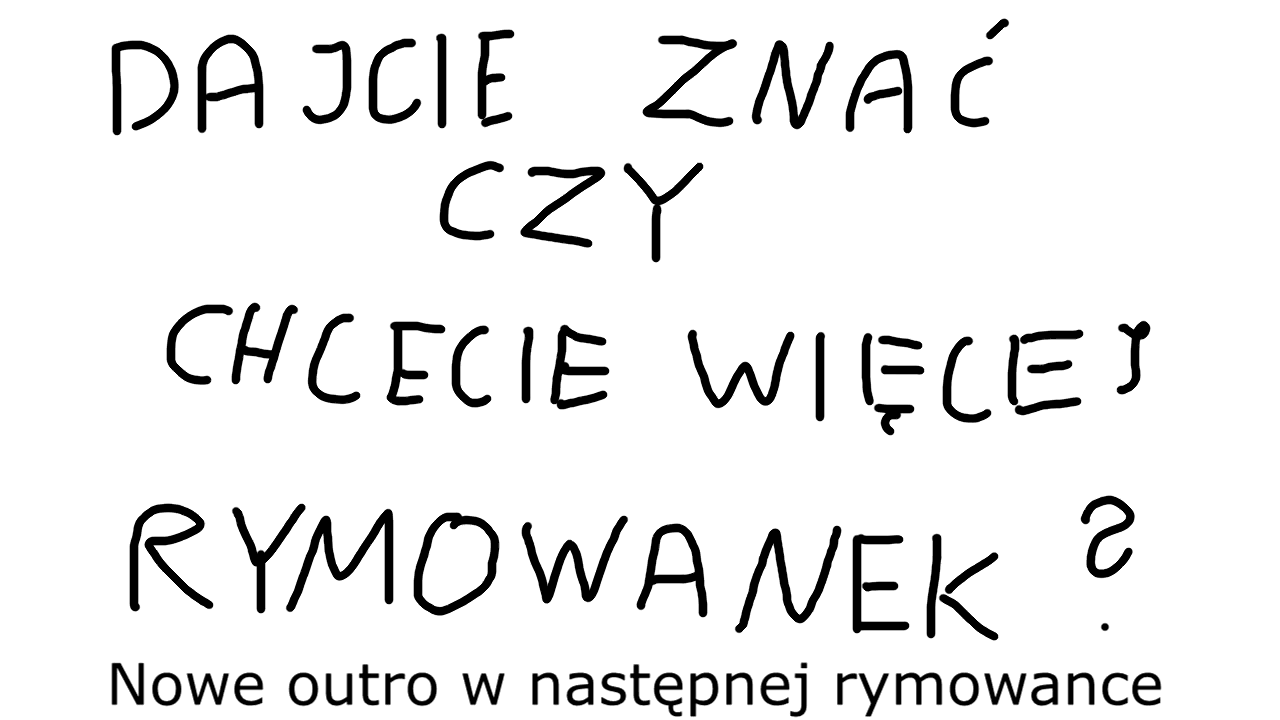 DAJCIE ZNAĆ
CZY
CHCECIE WIĘCEJ
RYMOWANEK ?
Nowe outro w następnej rymowance